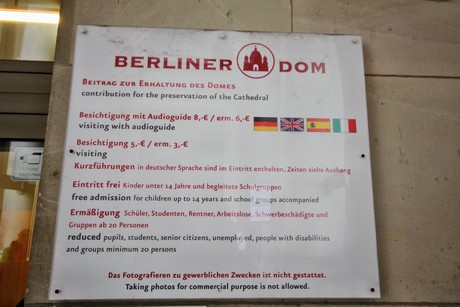 BERLINER DOM
BEITRAG ZUR ERHALTUNG DES DOMES
contribution for the preservation of the Cathedral
Besichtigung mit Audioguide 8,-€ / erm. 6,-€
visiting with audioguide
Besichtigung 5,-€ / erm. 3,-€
visiting
Kurzführungen in deutscher Sprache sind im Eintritt enthalten, Zeiten siehe Aushang
Eintritt frei Kinder unter 14 Jahre und begleitete Schulgruppen
free admission for children up to 14 years and school groups accompanied
Ermäßigung Schüler, Studenten, Rentner, Arbeitslose, Schwerbeschädigte und
Gruppen ab 20 Personen
reduced pupils, students, senior citizens, unemployed, people with disabilities
and groups minimum 20 persons
Das Fotografieren zu gewerblichen Zwecken ist nicht gestattet.
Taking photos for commercial purpose is not allowed.